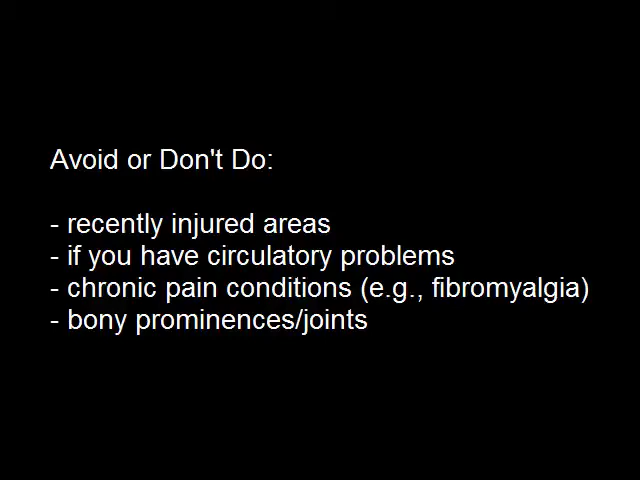 Avoid or Don't Do:
- recently injured areas
- if you have circulatory problems
- chronic pain conditions (e.g., fibromyalgia)
- bony prominences/joints